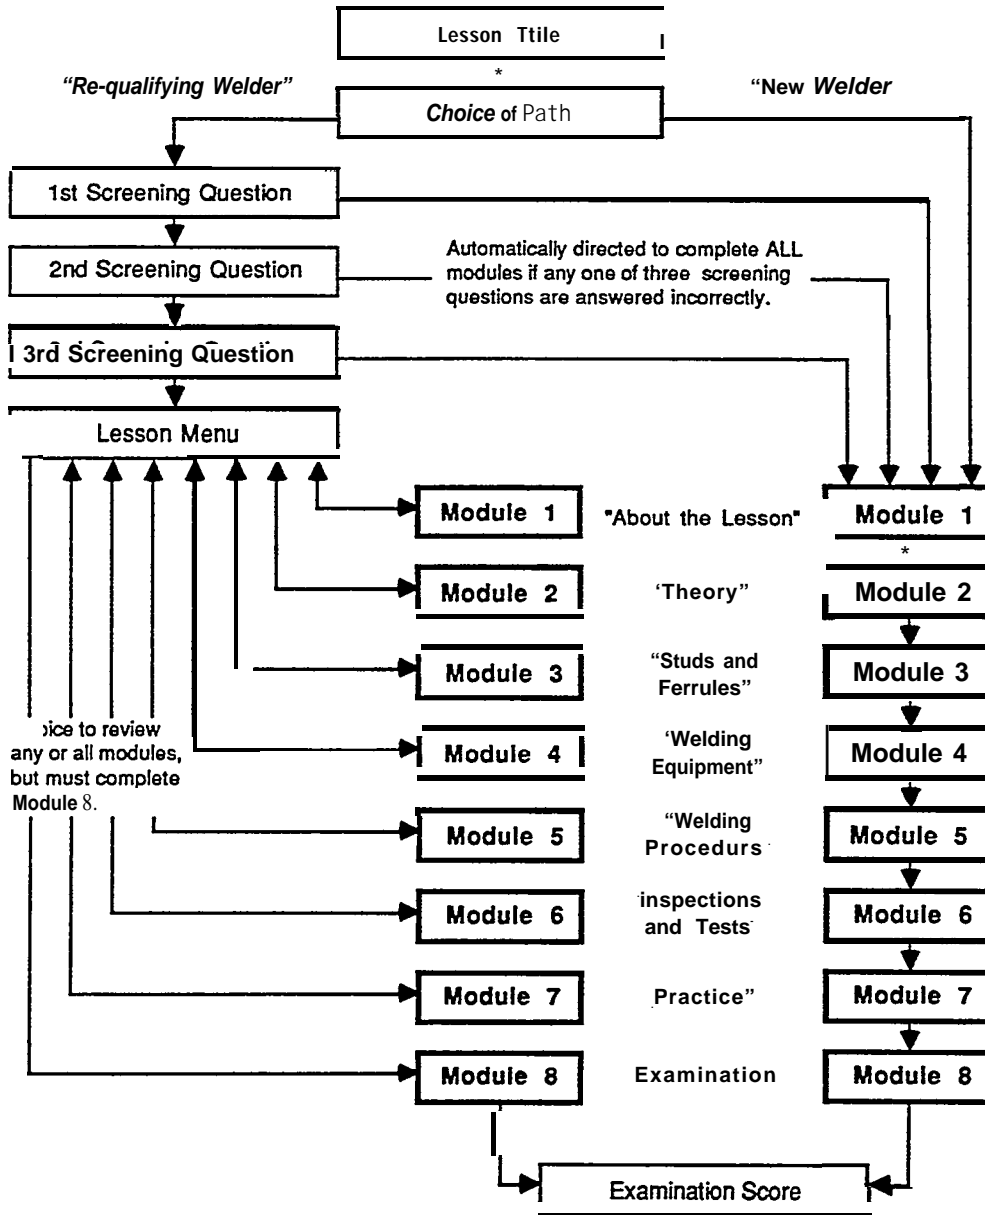 Lesson Ttile
*
“Re-qualifying Welder”
“New Welder
Choice of Path
1st Screening Question
2nd Screening Question
Automatically directed to complete ALL
modules if any one of three screening
questions are answered incorrectly.
3rd Screening Question
Lesson Menu
Module 1
"About the Lesson"
Module 1
*
Module 2
‘Theory”
Module 2
Module 3
“Studs and
Ferrules”
Module 3
oice to review
any or all modules,
but must complete
Module 8.
Module 4
‘Welding
Equipment”
Module 4
Module 5
“Welding
Procedurs
Module 5
Module 6
inspections
and Tests
Module 6
Module 7
Practice”
Module 7
Module 8
Examination
Module 8
Examination Score